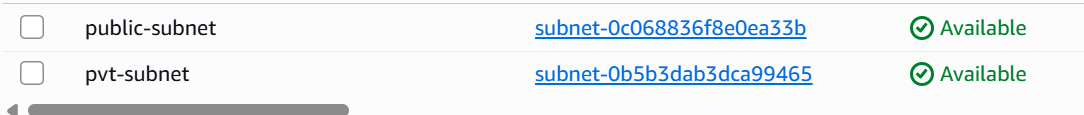 public-subnet subnet-0c068836f8e0ea33b Available
pvt-subnet subnet-0b5b3dab3dca99465 Available